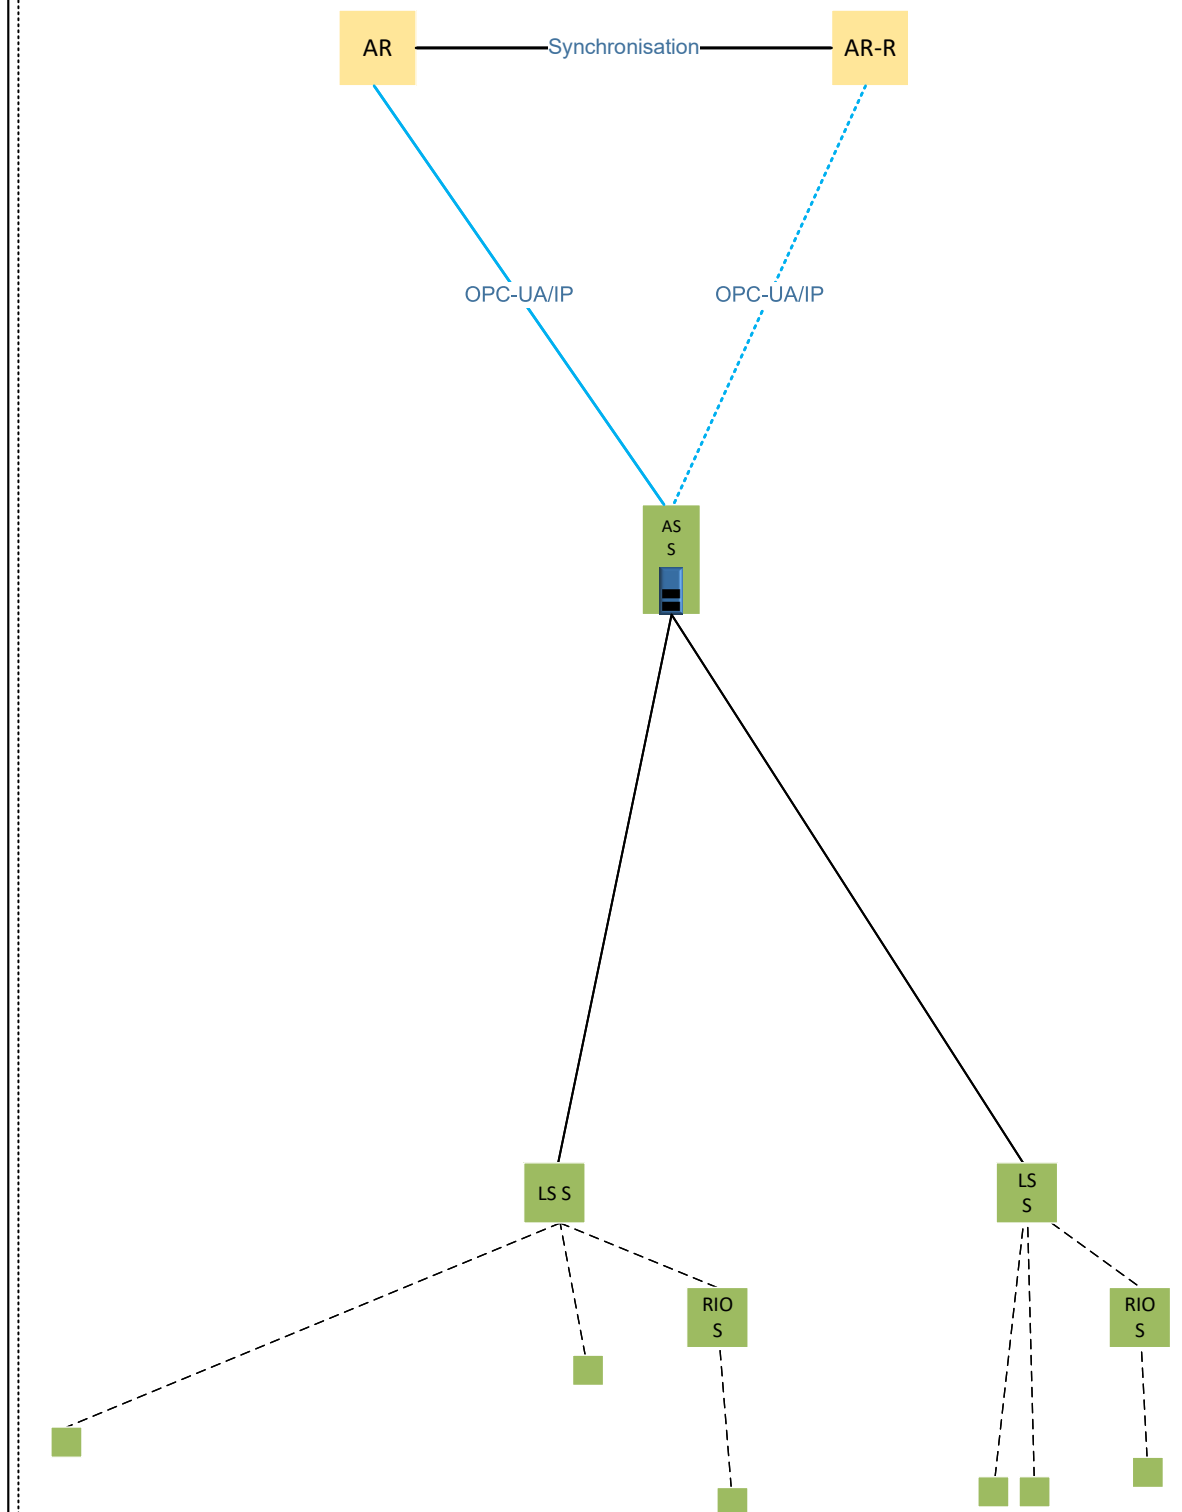 AR
Synchronisation
AR-R
OPC-UA/IP
OPC-UA/IP
AS
S
LS S
LS
S
RIO
S
RIO
S